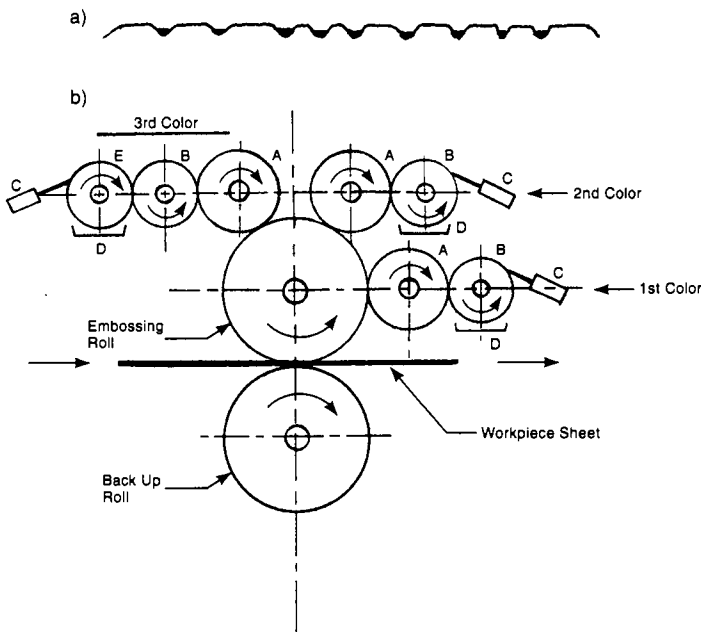 a)
b)
3rd Color
C E B A A B C
2nd Color
D D
A B C
1st Color
D
Embossing
Roll
Workpiece Sheet
Back Up
Roll